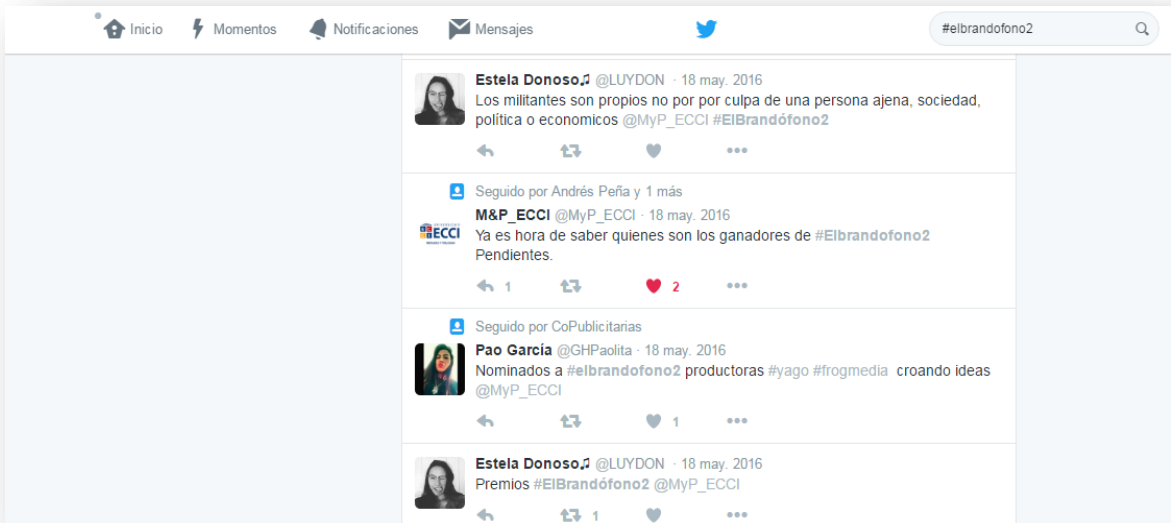 Inicio Momentos Notificaciones Mensajes #elbrandofono2
Estela Donoso♫ @LUYDON · 18 may. 2016
Los militantes son propios no por por culpa de una persona ajena, sociedad,
política o economicos @MyP_ECCI #ElBrandófono2
Seguido por Andrés Peña y 1 más
M&P_ECCI @MyP_ECCI · 18 may. 2016
ECCI
Ya es hora de saber quienes son los ganadores de #Elbrandofono2
Pendientes.
1 2
Seguido por CoPublicitarias
Pao García @GHPaolita · 18 may. 2016
Nominados a #elbrandofono2 productoras #yago #frogmedia croando ideas
@MyP_ECCI
1
Estela Donoso♫ @LUYDON · 18 may. 2016
Premios #ElBrandófono2 @MyP_ECCI
1